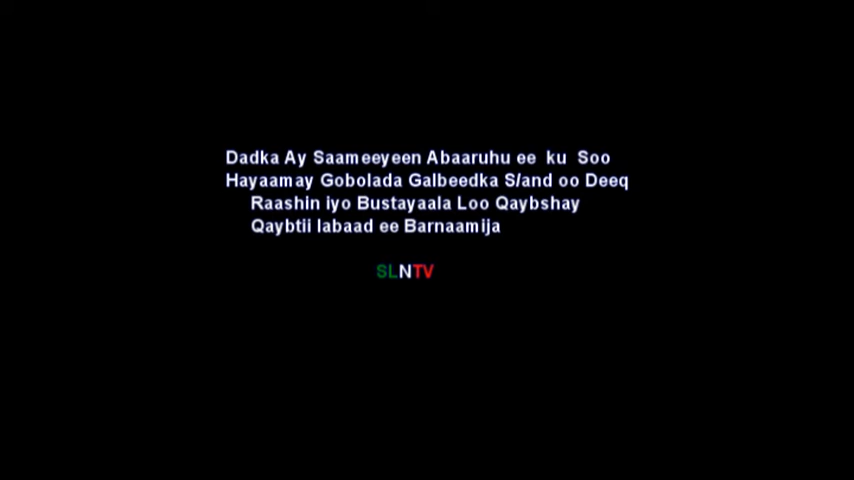 Dadka Ay Saameeyeen Abaaruhu ee ku Soo
Hayaamay Gobolada Galbeedka S/and oo Deeq
Raashin iyo Bustayaala Loo Qaybshay
Qaybtii labaad ee Barnaamija
SLNTV